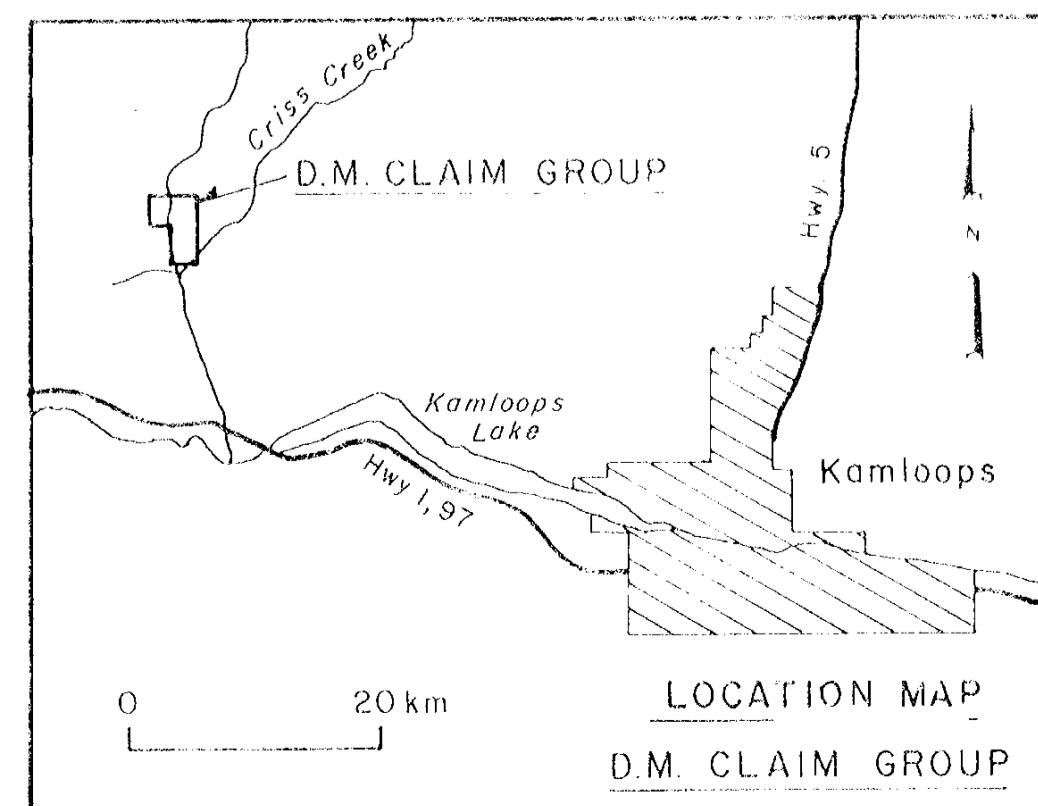 Criss Creek
D.M. CLAIM GROUP
Hwy. 5
N
Kamloops
Lake
Hwy 1, 97
Kamloops
0
20 km
LOCATION MAP
D.M. CLAIM GROUP